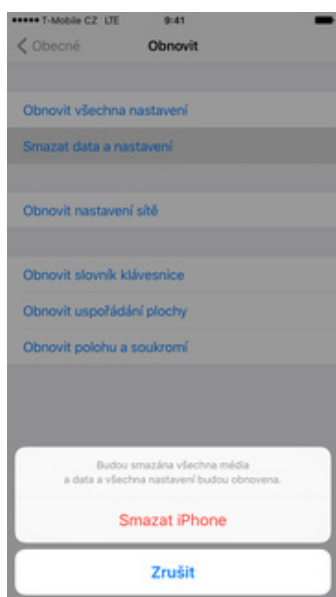 T-Mobile CZ LTE 9:41
Obecné Obnovit
Obnovit všechna nastavení
Smazat data a nastavení
Obnovit nastavení sítě
Obnovit slovník klávesnice
Obnovit uspořádání plochy
Obnovit polohu a soukromí
Budou smazána všechna média
a data a všechna nastavení budou obnovena.
Smazat iPhone
Zrušit